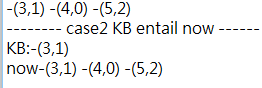 -(3,1) -(4,0) -(5,2)
-------- case2 KB entail now ------
KB:-(3,1)
now-(3,1) -(4,0) -(5,2)